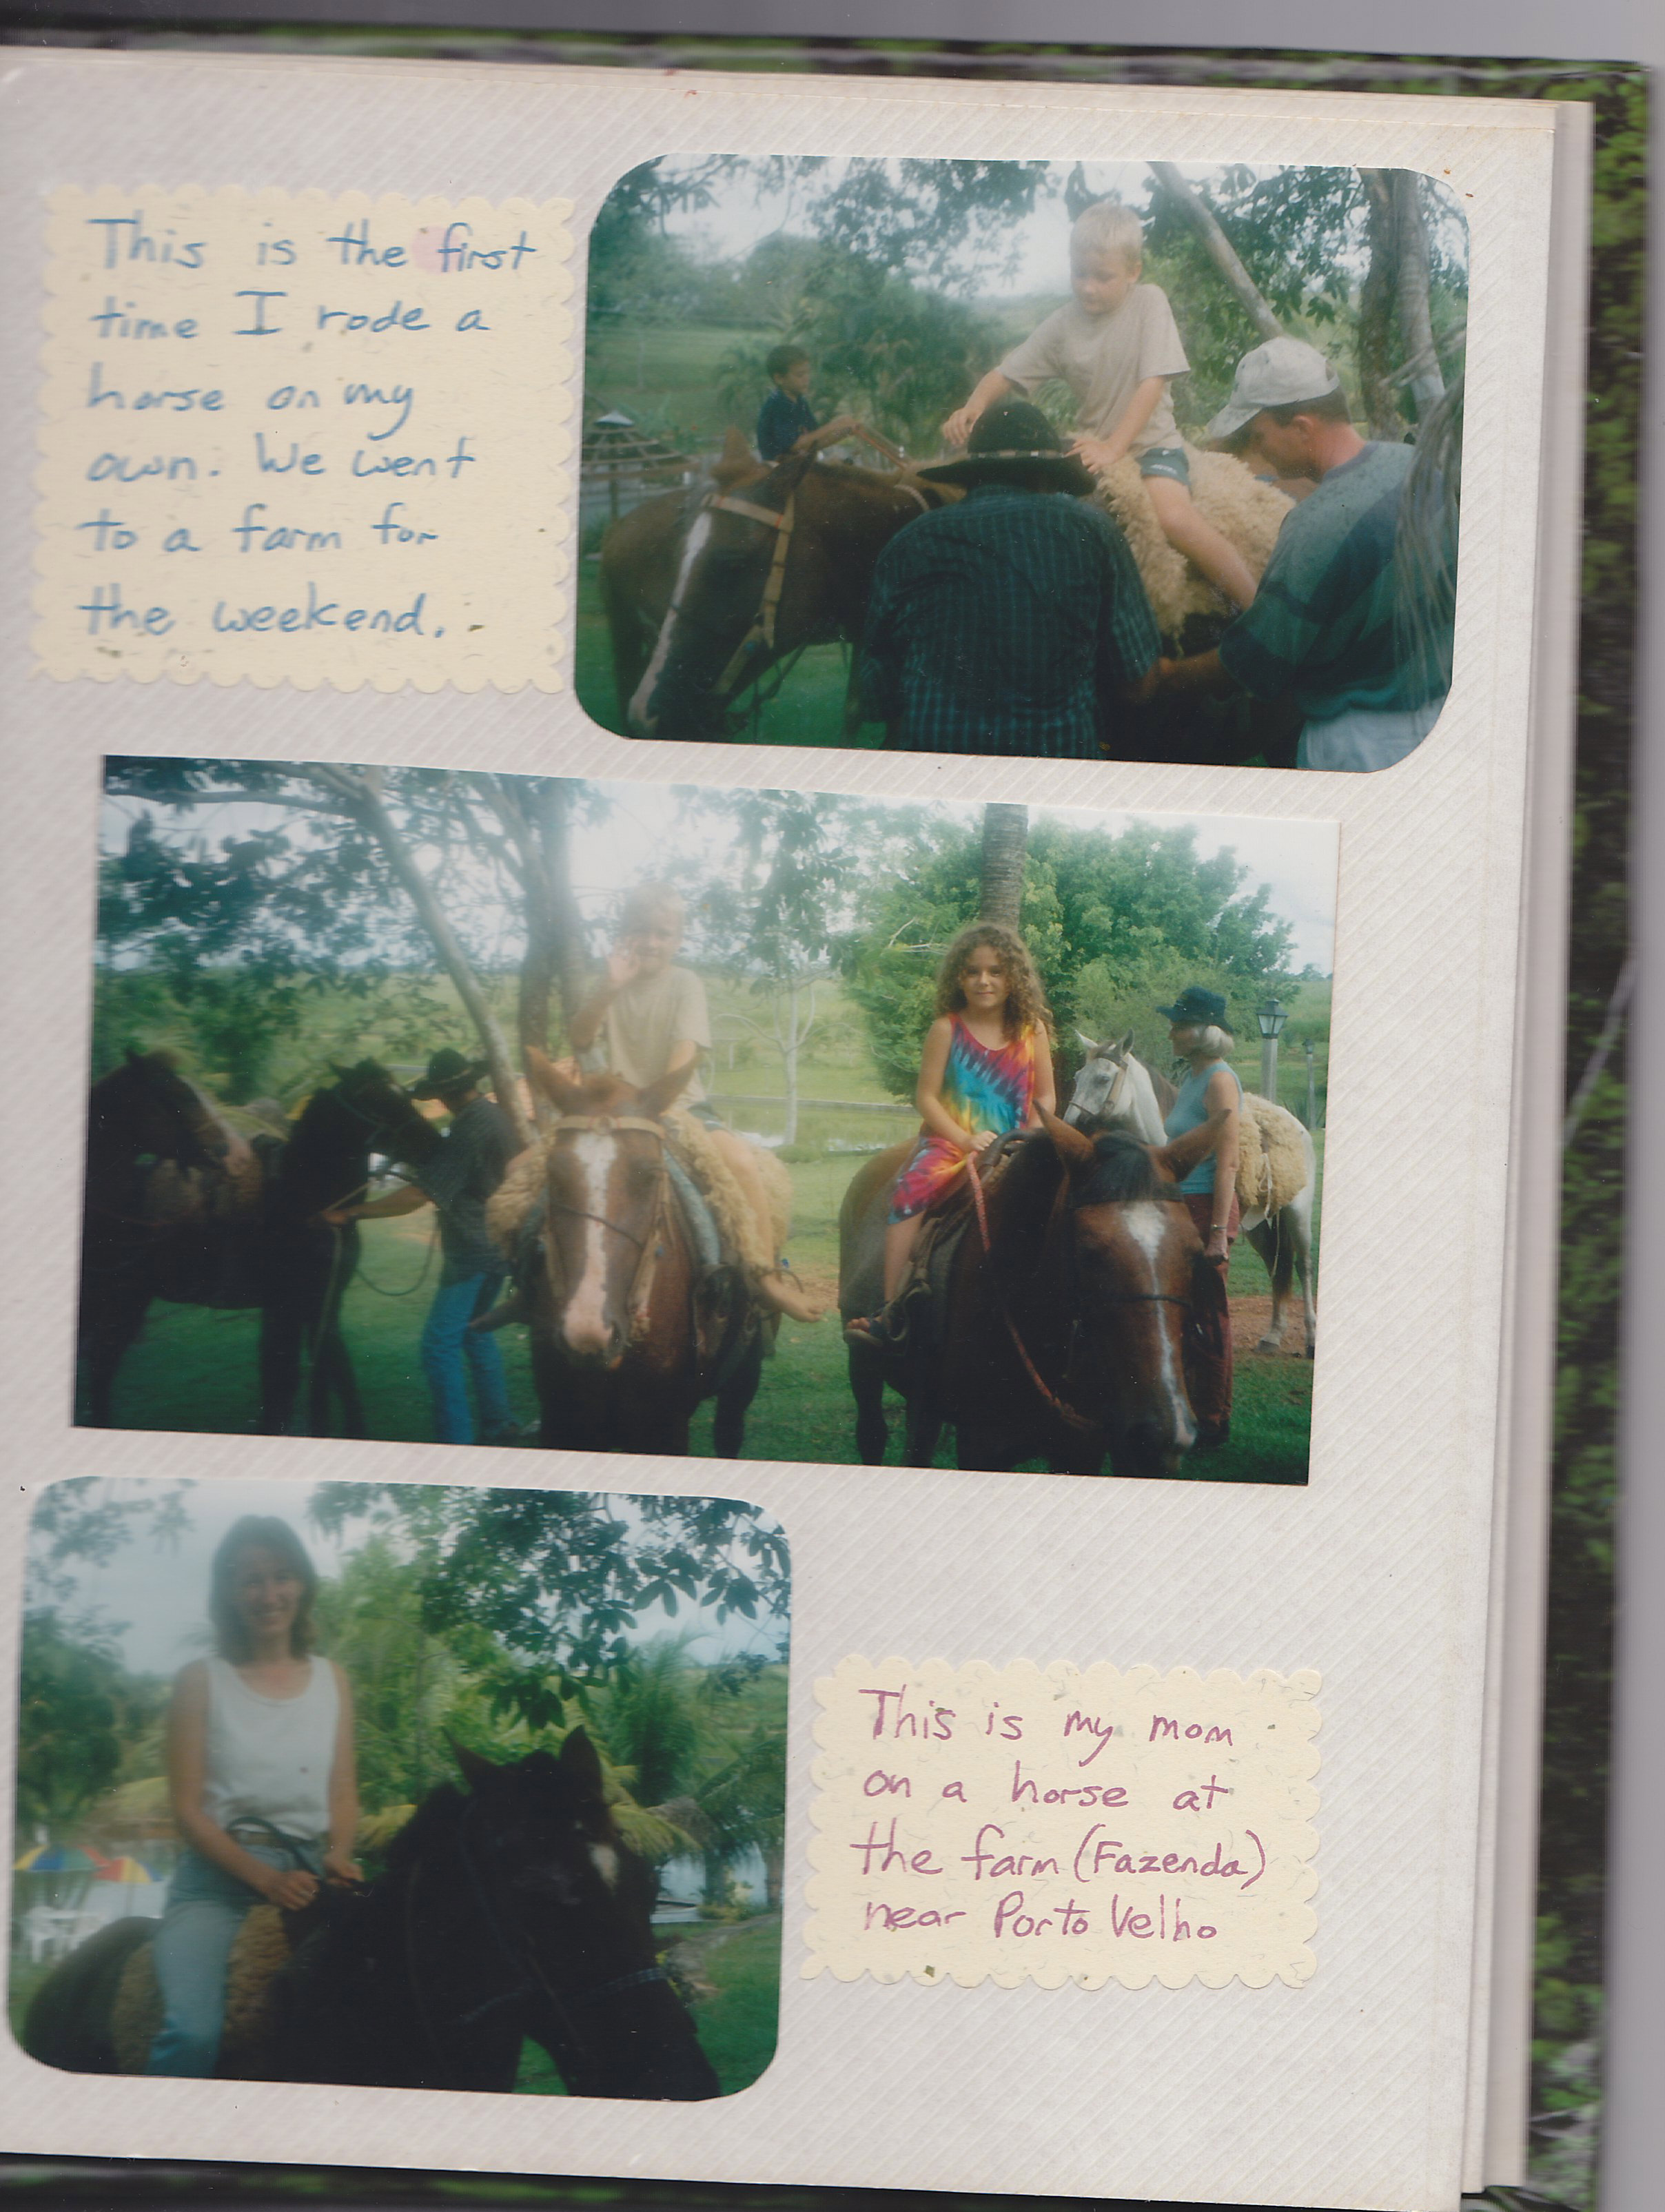 This is the first
time I rode a
horse on my
own. We went
to a farm for
the weekend.
This is my mom
on a horse at
the farm (Fazenda)
near Porto Velho